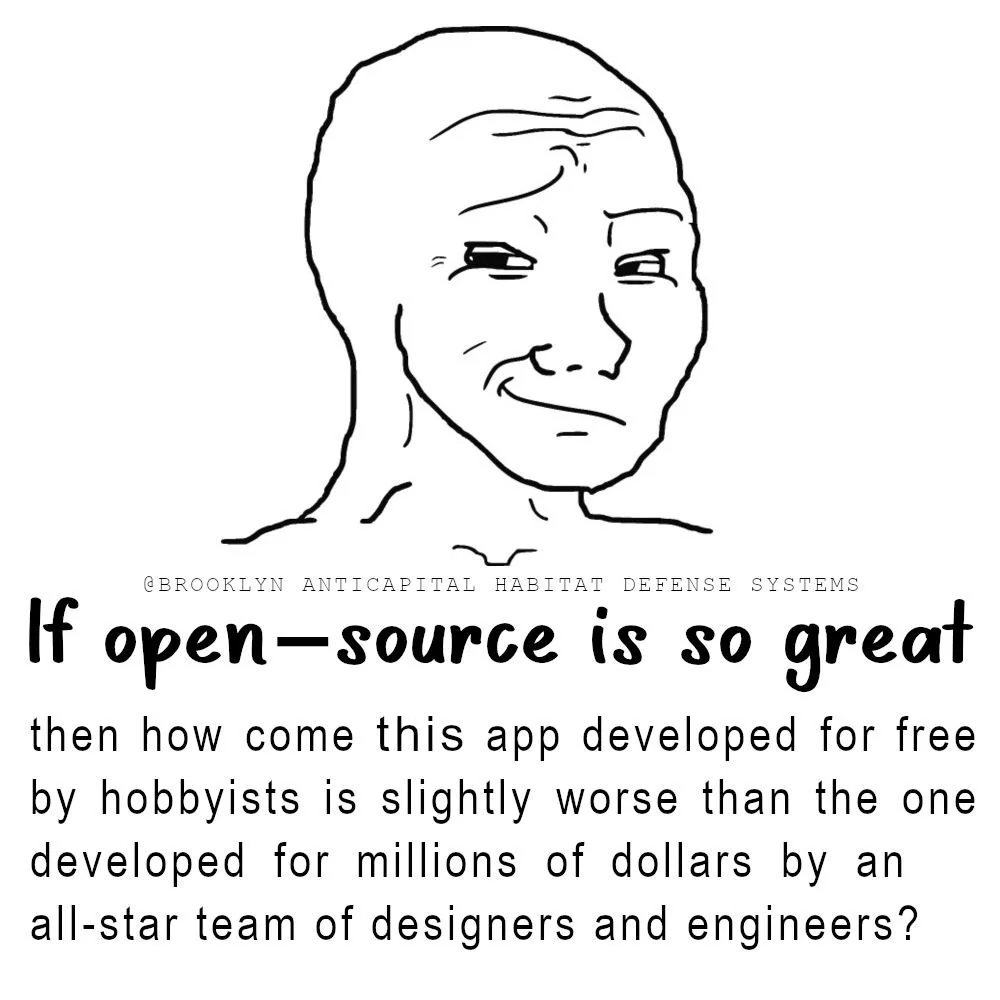 @BROOKLYN ANTICAPITAL HABITAT DEFENSE SYSTEMS
If open-source is so great
then how come this app developed for free
by hobbyists is slightly worse than the one
developed for millions of dollars by an
all-star team of designers and engineers?